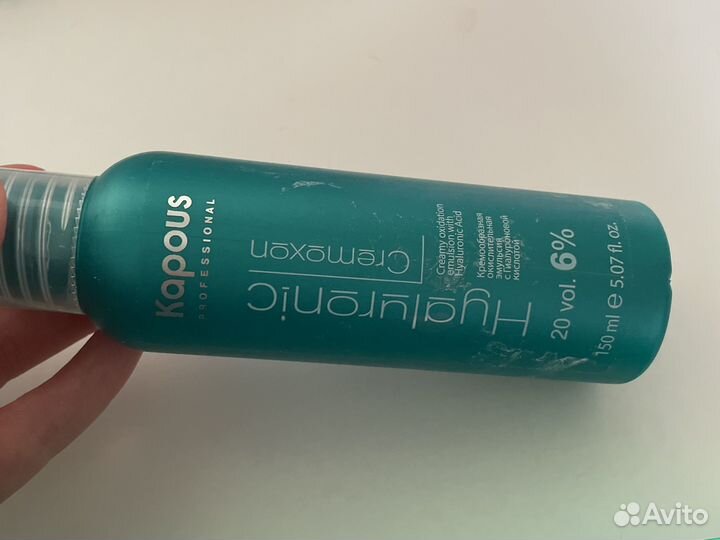 Kapous
PROFESSIONAL
Hyaluronic
Cremoxon
Creamy oxidation
emulsion with
Hyaluronic Acid
Кремообразная
окислительная
эмульсия
с Гиалуроновой
кислотой
20 vol. 6%
150 ml ℮ 5.07 fl.oz.
Avito